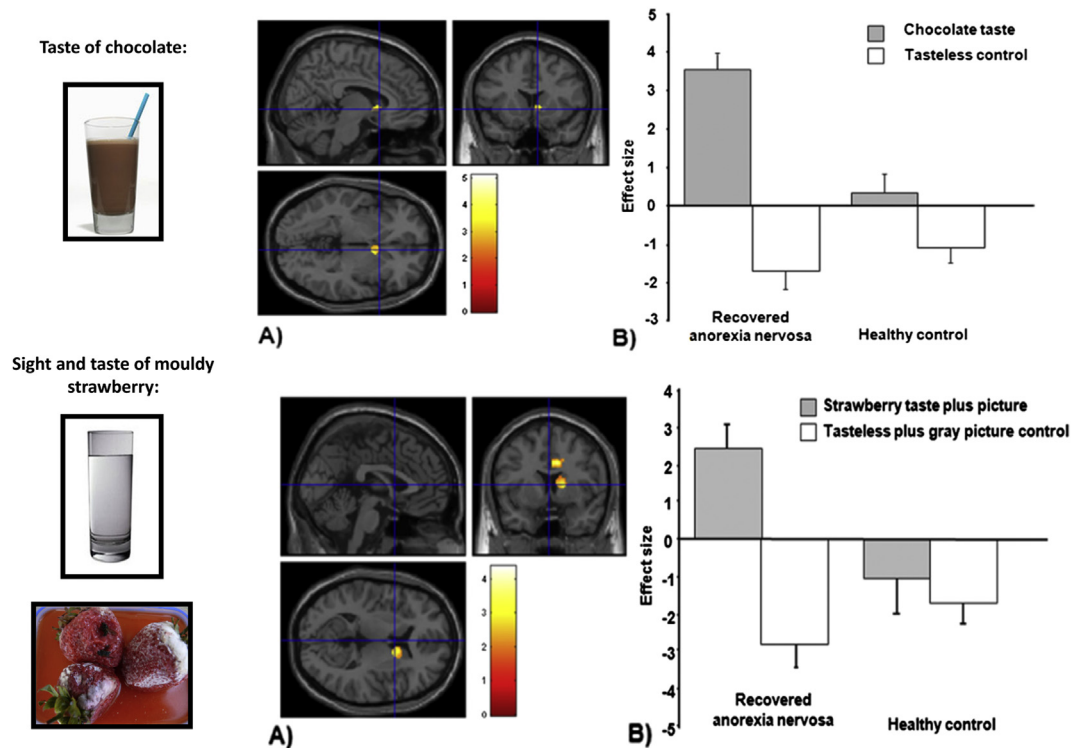 Taste of chocolate:
5
4
3
2
1
0
A)
5
4
3
2
1
0
-1
-2
-3
Effect size
Chocolate taste
Tasteless control
Recovered
anorexia nervosa
Healthy control
B)
Sight and taste of mouldy
strawberry:
4
3
2
1
0
A)
4
3
2
1
0
-1
-2
-3
-4
-5
Effect size
Strawberry taste plus picture
Tasteless plus gray picture control
Recovered
anorexia nervosa
Healthy control
B)